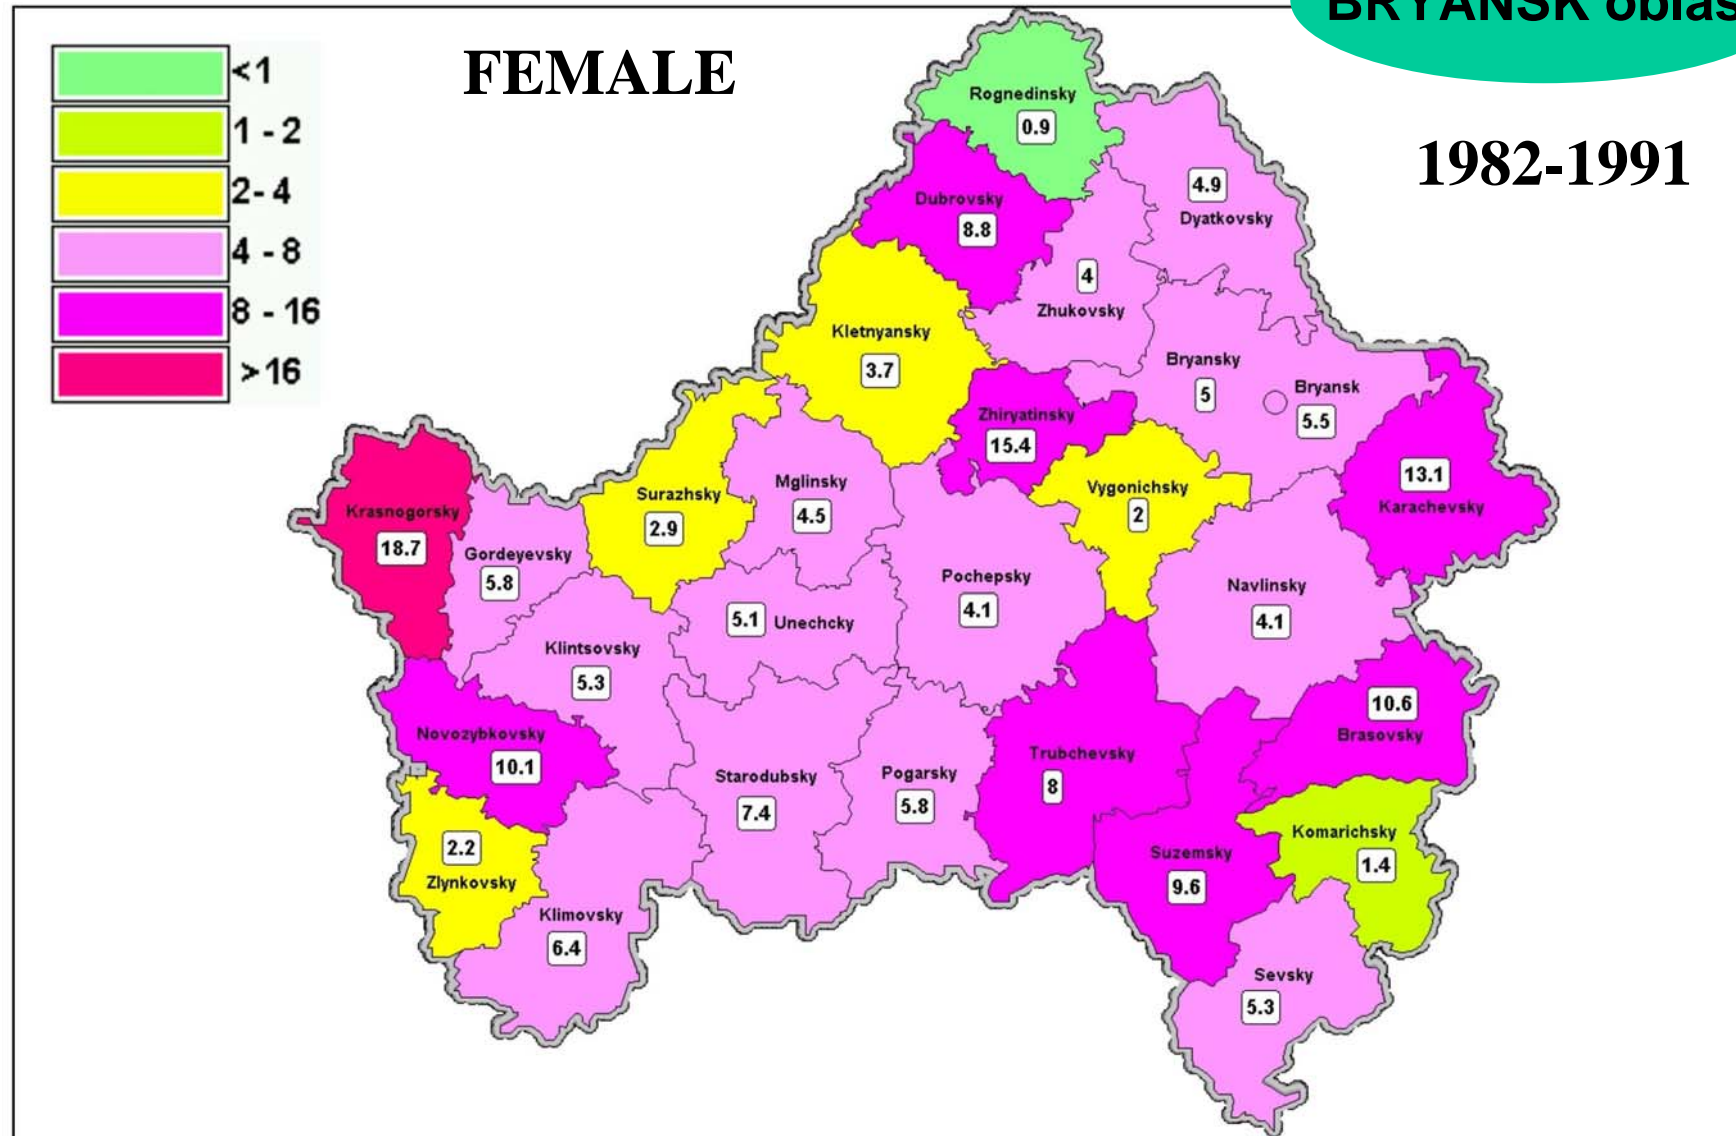 BRYANSK oblas
FEMALE
1982-1991
<1
1 - 2
2- 4
4 - 8
8 - 16
>16
Rognedinsky
0.9
4.9
Dyatkovsky
Dubrovsky
8.8
4
Zhukovsky
Kletnyansky
3.7
Bryansky
5
Bryansk
5.5
Zhiryatinsky
15.4
13.1
Karachevsky
Vygonichsky
2
Mglinsky
4.5
Surazhsky
2.9
Krasnogorsky
18.7
Gordeyevsky
5.8
Pochepsky
4.1
Navlinsky
4.1
5.1 Unechcky
Klintsovsky
5.3
10.6
Brasovsky
Novozybkovsky
10.1
Trubchevsky
8
Starodubsky
7.4
Pogarsky
5.8
Komarichsky
1.4
2.2
Zlynkovsky
Suzemsky
9.6
Klimovsky
6.4
Sevsky
5.3